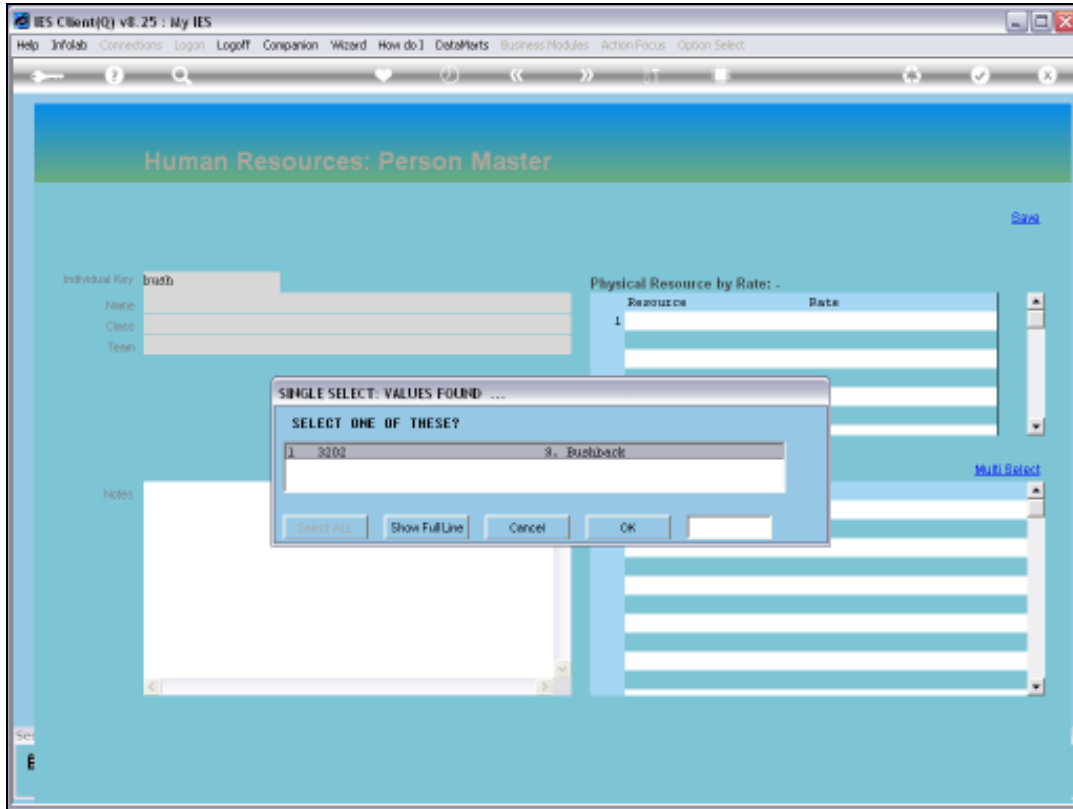 IES Client(Q) v8.25 : My IES
Help Infolab Connections Logon Logoff Companion Wizard How do I DataMarts Business Modules Action Focus Option Select
Human Resources: Person Master
Save
Individual Key bush
Physical Resource by Rate: -
Name
Resource Rate
Class
1
Town
SINGLE SELECT: VALUES FOUND ...
SELECT ONE OF THESE?
1 3202 S. Bushback
Multi Select
Notes
Select ALL Show Full Line Cancel OK